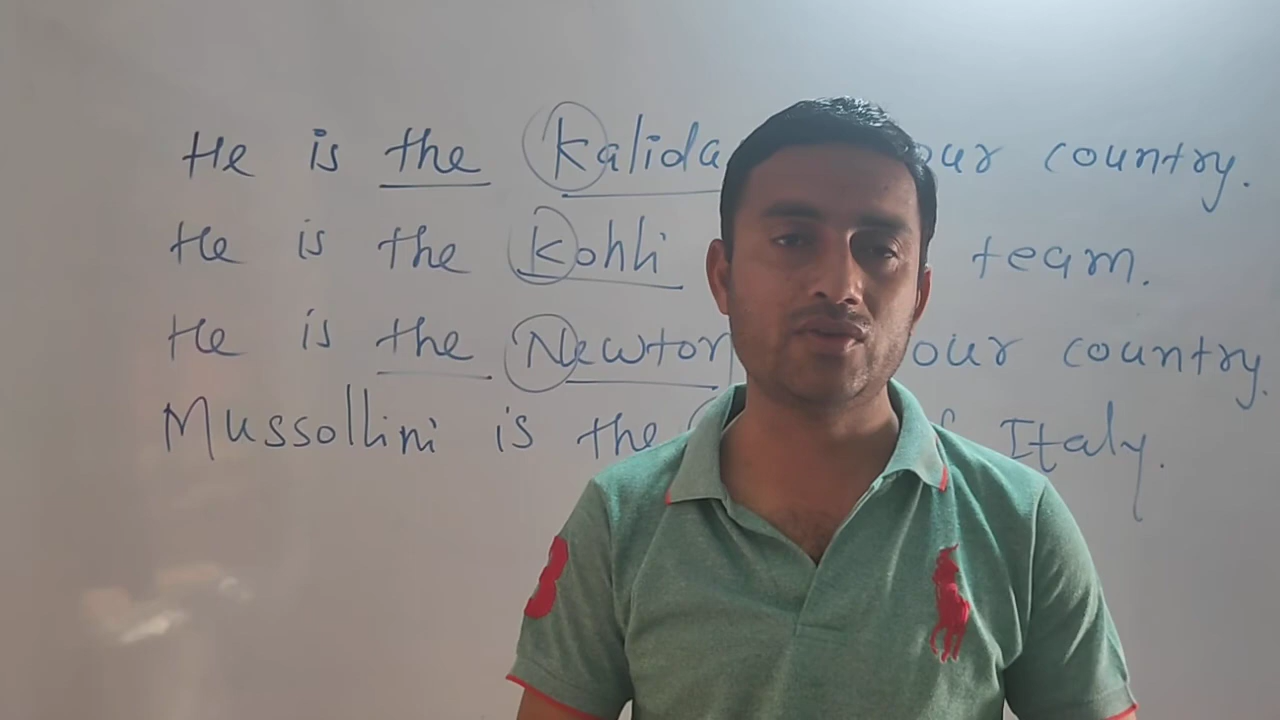 He is the Kalida our country.
He is the Kohli team.
He is the Newton our country.
Mussollini is the Italy.
3